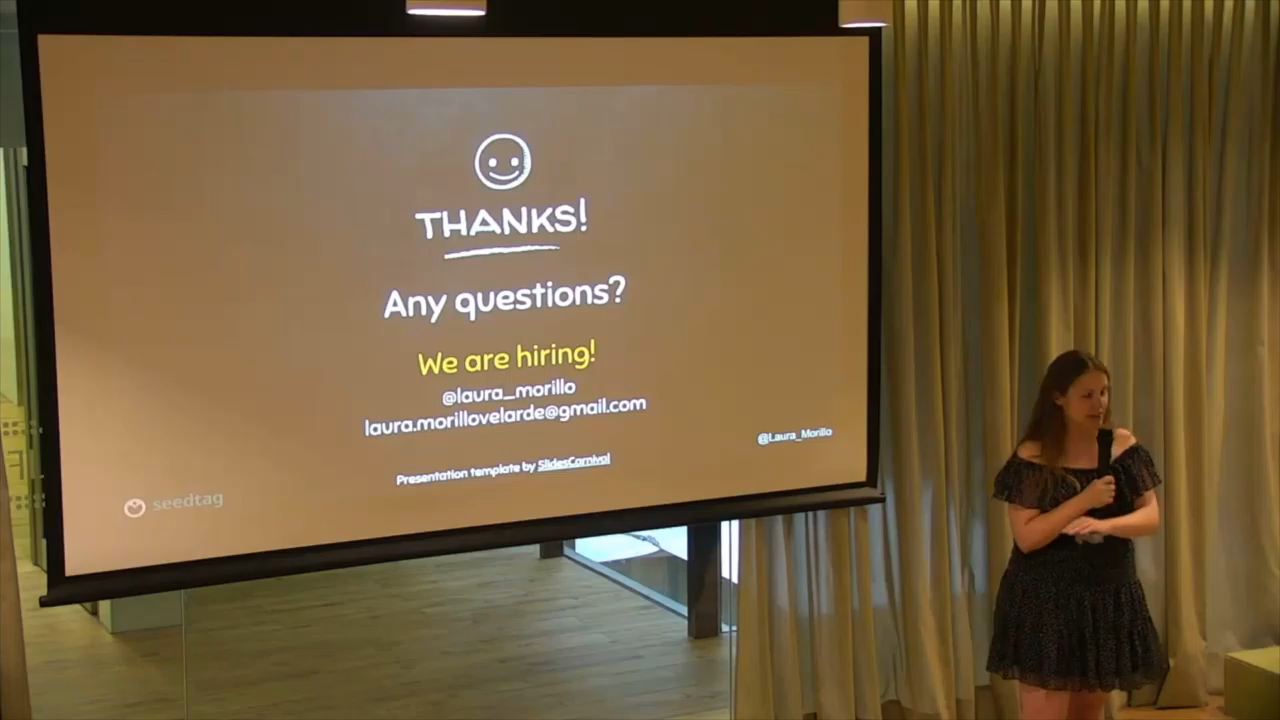 THANKS!
Any questions?
We are hiring!
@laura_morillo
laura.morillovelarde@gmail.com
@Laura_Morillo
Presentation template by SlidesCarnival
seedtag